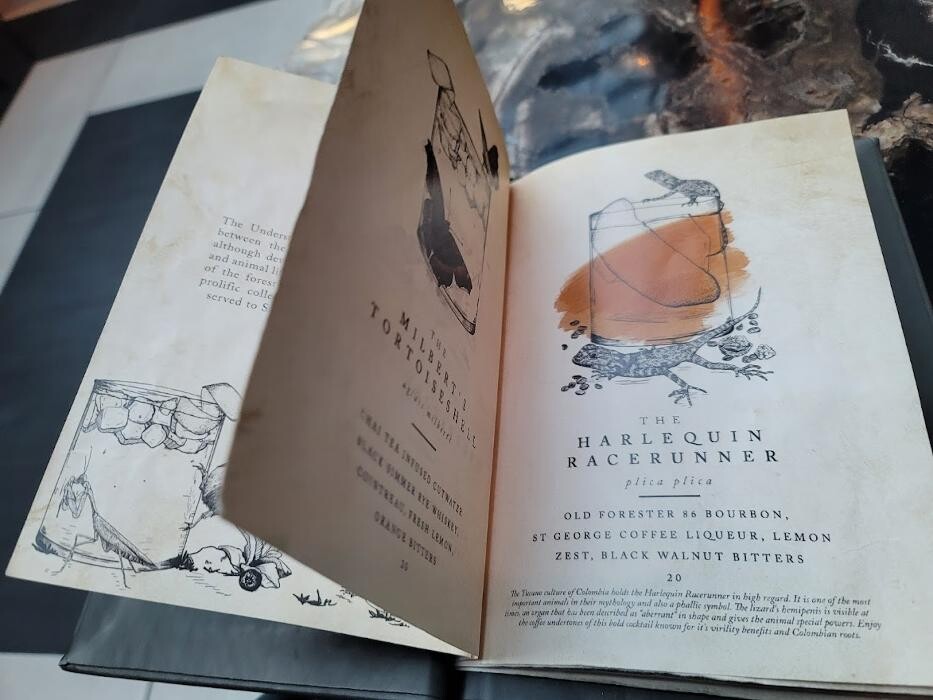 The Underst
between the
although dev
and animal li
of the forest
prolific colle
served to S
THE
MILBERT'S
TORTOISESHELL
CHAI TEA INFUSED CUTWATER
BLACK SUMMER RYE WHISKEY,
COINTREAU, FRESH LEMON,
ORANGE BITTERS
20
THE
HARLEQUIN
RACERUNNER
plica plica
OLD FORESTER 86 BOURBON,
ST GEORGE COFFEE LIQUEUR, LEMON
ZEST, BLACK WALNUT BITTERS
20
The Tucano culture of Colombia holds the Harlequin Racerunner in high regard. It is one of the most
important animals in their mythology and also a phallic symbol. The lizard's hemipenis is visible at
times, an organ that has been described as "aberrant" in shape and gives the animal special powers. Enjoy
the coffee undertones of this bold cocktail known for it's virility benefits and Colombian roots.